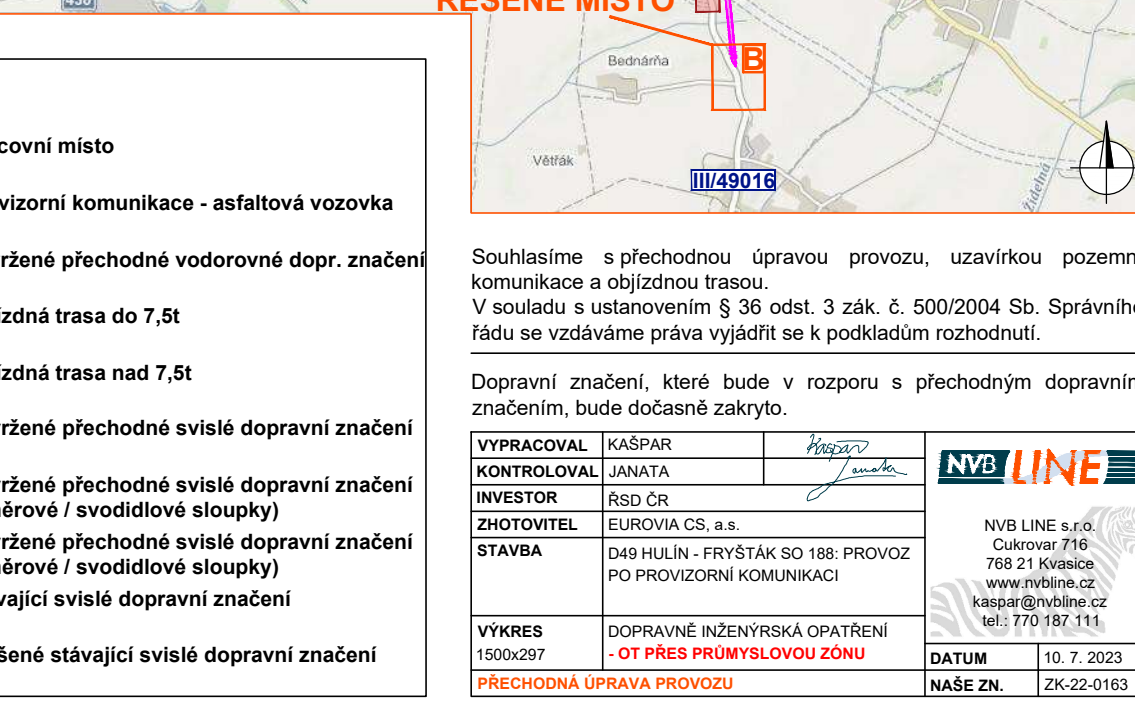 430
ŘEŠENÉ MÍSTO
Bednárňa
B
Větřák
III/49016
Židelná
covní místo
vizorní komunikace - asfaltová vozovka
ržené přechodné vodorovné dopr. značení
ízdná trasa do 7,5t
ízdná trasa nad 7,5t
ržené přechodné svislé dopravní značení
ržené přechodné svislé dopravní značení
ěrové / svodidlové sloupky)
ržené přechodné svislé dopravní značení
ěrové / svodidlové sloupky)
vající svislé dopravní značení
šené stávající svislé dopravní značení
Souhlasíme s přechodnou úpravou provozu, uzavírkou pozemn
komunikace a objízdnou trasou.
V souladu s ustanovením § 36 odst. 3 zák. č. 500/2004 Sb. Správníh
řádu se vzdáváme práva vyjádřit se k podkladům rozhodnutí.
Dopravní značení, které bude v rozporu s přechodným dopravním
značením, bude dočasně zakryto.
VYPRACOVAL KAŠPAR Kašpar
KONTROLOVAL JANATA Janata
INVESTOR ŘSD ČR
ZHOTOVITEL EUROVIA CS, a.s.
STAVBA D49 HULÍN - FRYŠTÁK SO 188: PROVOZ
PO PROVIZORNÍ KOMUNIKACI
VÝKRES DOPRAVNĚ INŽENÝRSKÁ OPATŘENÍ
1500x297 - OT PŘES PRŮMYSLOVOU ZÓNU
PŘECHODNÁ ÚPRAVA PROVOZU
NVB LINE
NVB LINE s.r.o.
Cukrovar 716
768 21 Kvasice
www.nvbline.cz
kaspar@nvbline.cz
tel.: 770 187 111
DATUM 10. 7. 2023
NAŠE ZN. ZK-22-0163